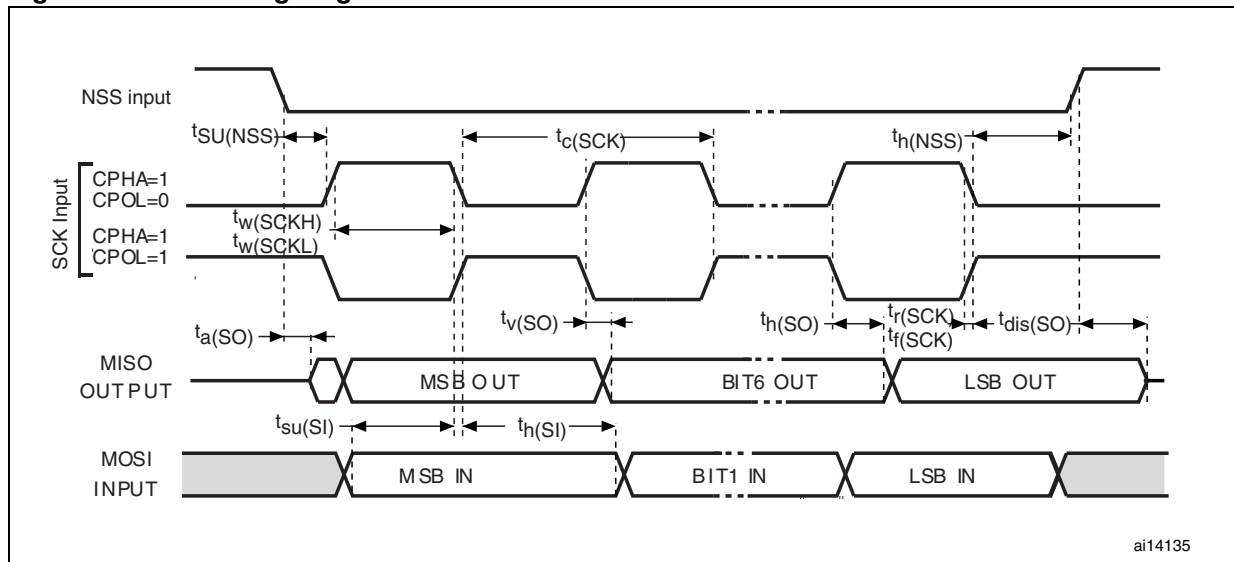 NSS input
tSU(NSS)
tc(SCK)
th(NSS)
SCK Input
CPHA=1
CPOL=0
tw(SCKH)
tw(SCKL)
CPHA=1
CPOL=1
ta(SO)
tv(SO)
th(SO)
tr(SCK)
tf(SCK)
tdis(SO)
MISO
OUTPUT
MSB OUT
BIT6 OUT
LSB OUT
tsu(SI)
th(SI)
MOSI
INPUT
MSB IN
BIT1 IN
LSB IN
ai14135